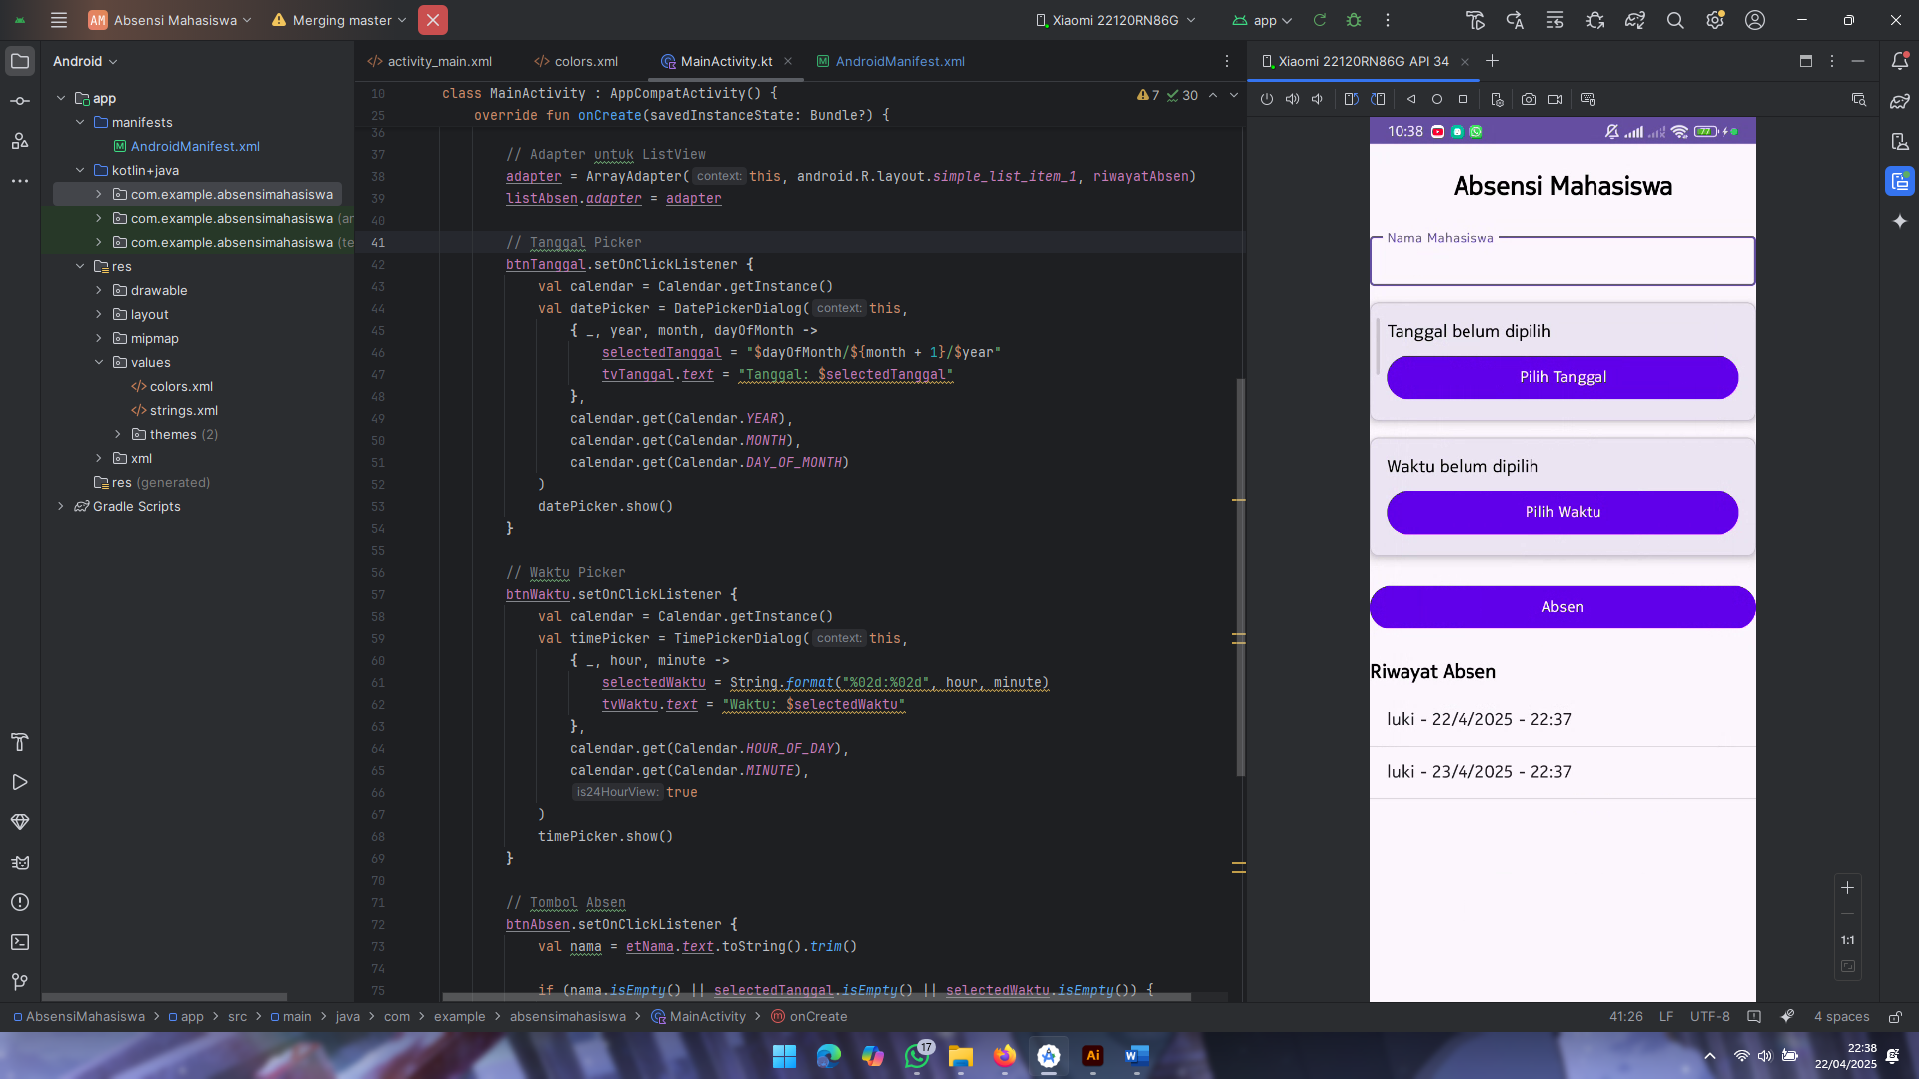 AM Absensi Mahasiswa
Merging master
Xiaomi 22120RN86G
app
Android
activity_main.xml
colors.xml
MainActivity.kt
AndroidManifest.xml
Xiaomi 22120RN86G API 34
app
manifests
AndroidManifest.xml
kotlin+java
com.example.absensimahasiswa
com.example.absensimahasiswa (ar
com.example.absensimahasiswa (te
res
drawable
layout
mipmap
values
colors.xml
strings.xml
themes (2)
xml
res (generated)
Gradle Scripts
7 30
10 class MainActivity : AppCompatActivity() {
25 override fun onCreate(savedInstanceState: Bundle?) {
36
37 // Adapter untuk ListView
38 adapter = ArrayAdapter( context: this, android.R.layout.simple_list_item_1, riwayatAbsen)
39 listAbsen.adapter = adapter
40
41 // Tanggal Picker
42 btnTanggal.setOnClickListener {
43 val calendar = Calendar.getInstance()
44 val datePicker = DatePickerDialog( context: this,
45 { _, year, month, dayOfMonth ->
46 selectedTanggal = "$dayOfMonth/${month + 1}/$year"
47 tvTanggal.text = "Tanggal: $selectedTanggal"
48 },
49 calendar.get(Calendar.YEAR),
50 calendar.get(Calendar.MONTH),
51 calendar.get(Calendar.DAY_OF_MONTH)
52 )
53 datePicker.show()
54 }
55
56 // Waktu Picker
57 btnWaktu.setOnClickListener {
58 val calendar = Calendar.getInstance()
59 val timePicker = TimePickerDialog( context: this,
60 { _, hour, minute ->
61 selectedWaktu = String.format("%02d:%02d", hour, minute)
62 tvWaktu.text = "Waktu: $selectedWaktu"
63 },
64 calendar.get(Calendar.HOUR_OF_DAY),
65 calendar.get(Calendar.MINUTE),
66 is24HourView: true
67 )
68 timePicker.show()
69 }
70
71 // Tombol Absen
72 btnAbsen.setOnClickListener {
73 val nama = etNama.text.toString().trim()
74
75 if (nama.isEmpty() || selectedTanggal.isEmpty() || selectedWaktu.isEmpty()) {
10:38
77
Absensi Mahasiswa
Nama Mahasiswa
Tanggal belum dipilih
Pilih Tanggal
Waktu belum dipilih
Pilih Waktu
Absen
Riwayat Absen
luki - 22/4/2025 - 22:37
luki - 23/4/2025 - 22:37
1:1
AbsensiMahasiswa > app > src > main > java > com > example > absensimahasiswa > MainActivity > onCreate
41:26 LF UTF-8 4 spaces
17
Ai
W
22:38
22/04/2025